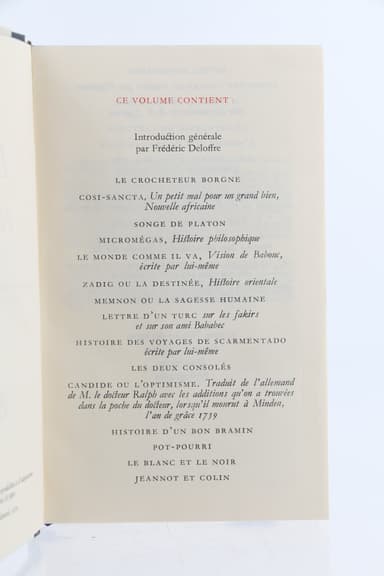 CE VOLUME CONTIENT
Introduction générale
par Frédéric Deloffre
LE CROCHETEUR BORGNE
COSI-SANCTA, Un petit mal pour un grand bien,
Nouvelle africaine
SONGE DE PLATON
MICROMÉGAS, Histoire philosophique
LE MONDE COMME IL VA, Vision de Babouc,
écrite par lui-même
ZADIG OU LA DESTINÉE, Histoire orientale
MEMNON OU LA SAGESSE HUMAINE
LETTRE D'UN TURC sur les fakirs
et sur son ami Bababec
HISTOIRE DES VOYAGES DE SCARMENTADO
écrite par lui-même
LES DEUX CONSOLÉS
CANDIDE OU L'OPTIMISME. Traduit de l'allemand
de M. le docteur Ralph avec les additions qu'on a trouvées
dans la poche du docteur, lorsqu'il mourut à Minden,
l'an de grâce 1759
HISTOIRE D'UN BON BRAMIN
POT-POURRI
LE BLANC ET LE NOIR
JEANNOT ET COLIN